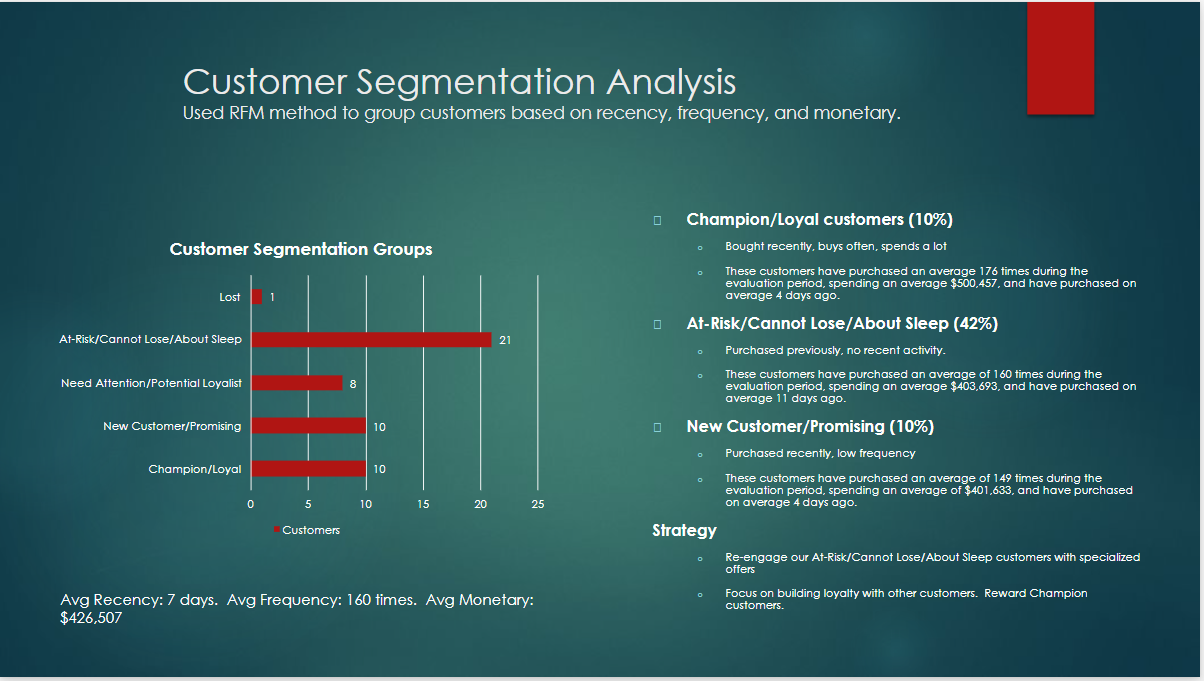 Customer Segmentation Analysis
Used RFM method to group customers based on recency, frequency, and monetary.
Customer Segmentation Groups
Lost
1
At-Risk/Cannot Lose/About Sleep
21
Need Attention/Potential Loyalist
8
New Customer/Promising
10
Champion/Loyal
10
0 5 10 15 20 25
Customers
Avg Recency: 7 days. Avg Frequency: 160 times. Avg Monetary:
$426,507
Champion/Loyal customers (10%)
Bought recently, buys often, spends a lot
These customers have purchased an average 176 times during the
evaluation period, spending an average $500,457, and have purchased on
average 4 days ago.
At-Risk/Cannot Lose/About Sleep (42%)
Purchased previously, no recent activity.
These customers have purchased an average of 160 times during the
evaluation period, spending an average $403,693, and have purchased on
average 11 days ago.
New Customer/Promising (10%)
Purchased recently, low frequency
These customers have purchased an average of 149 times during the
evaluation period, spending an average of $401,633, and have purchased
on average 4 days ago.
Strategy
Re-engage our At-Risk/Cannot Lose/About Sleep customers with specialized
offers
Focus on building loyalty with other customers. Reward Champion
customers.